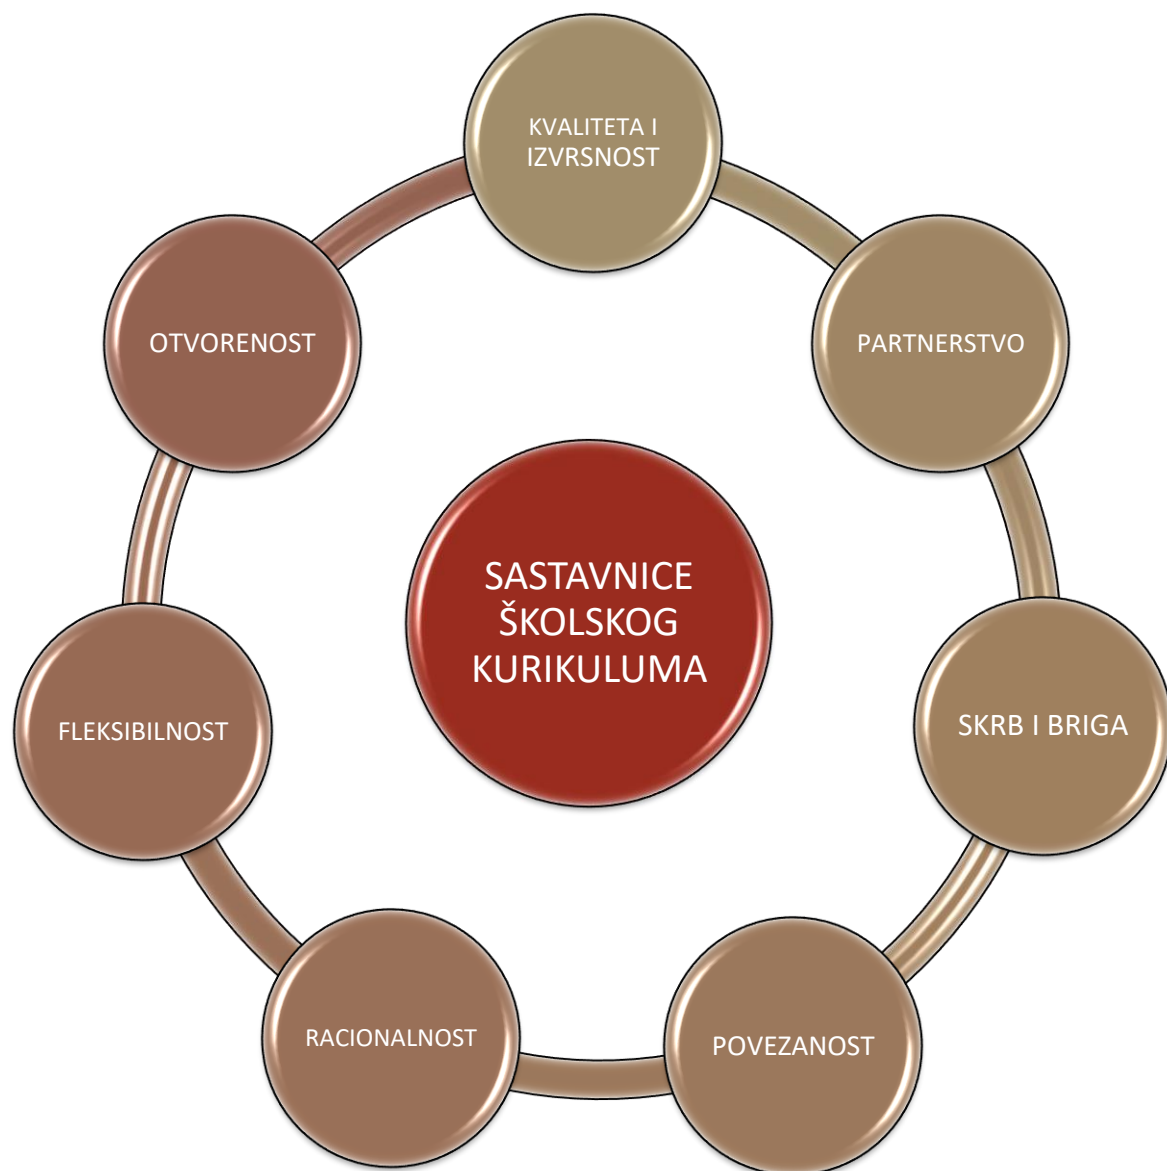 KVALITETA I
IZVRSNOST
PARTNERSTVO
SKRB I BRIGA
POVEZANOST
RACIONALNOST
FLEKSIBILNOST
OTVORENOST
SASTAVNICE
ŠKOLSKOG
KURIKULUMA